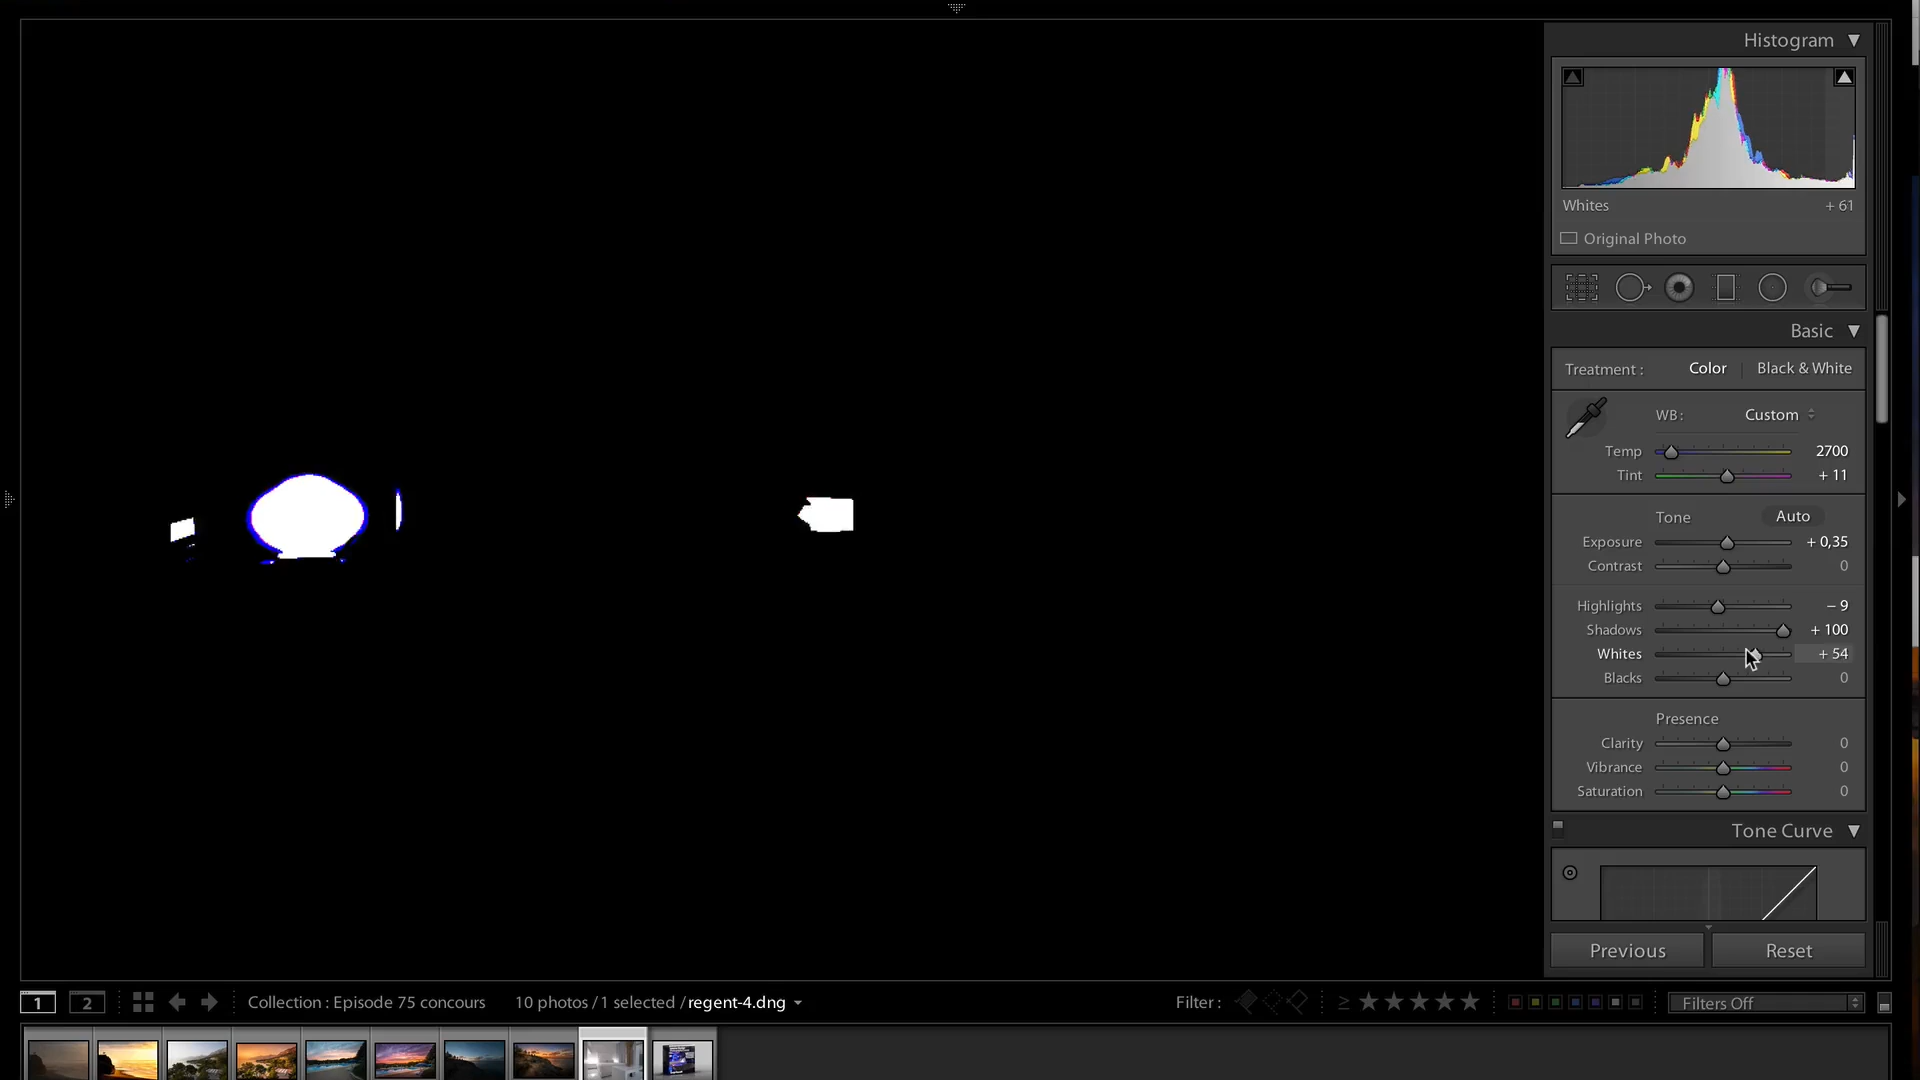 Histogram
Whites + 61
Original Photo
Basic
Treatment : Color Black & White
WB : Custom
Temp 2700
Tint + 11
Tone Auto
Exposure + 0,35
Contrast 0
Highlights − 9
Shadows + 100
Whites + 54
Blacks 0
Presence
Clarity 0
Vibrance 0
Saturation 0
Tone Curve
Previous Reset
1 2 Collection : Episode 75 concours 10 photos / 1 selected / regent-4.dng Filter : ≥ ★ ★ ★ ★ ★ Filters Off